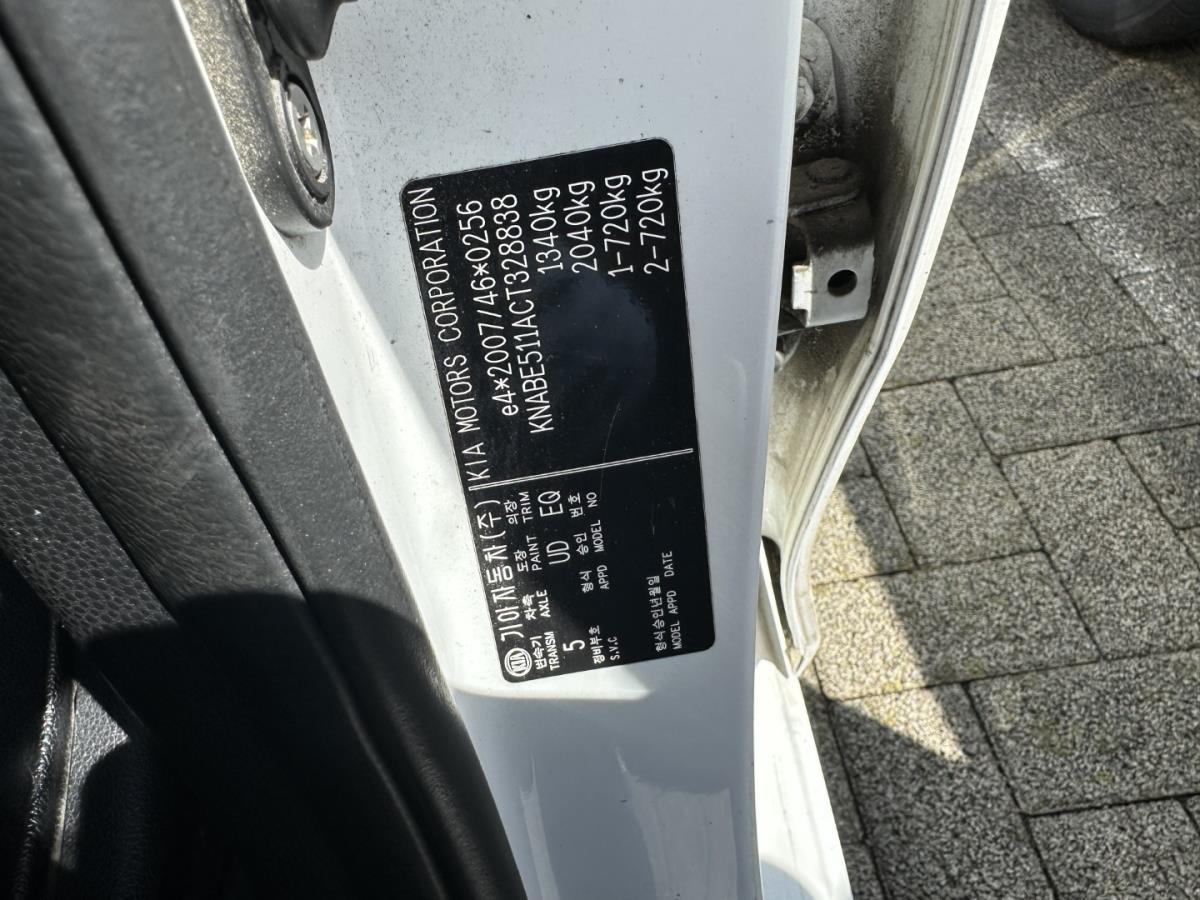 KIA 기아자동차(주) KIA MOTORS CORPORATION
변속기 차축 도장 의장
TRANSM AXLE PAINT TRIM
5 UD EQ
정비부호 형식 승인 번호
S.V.C APPD MODEL NO
형식승인년월일
MODEL APPD DATE
e4*2007/46*0256
KNABE511ACT328838
1340kg
2040kg
1-720kg
2-720kg